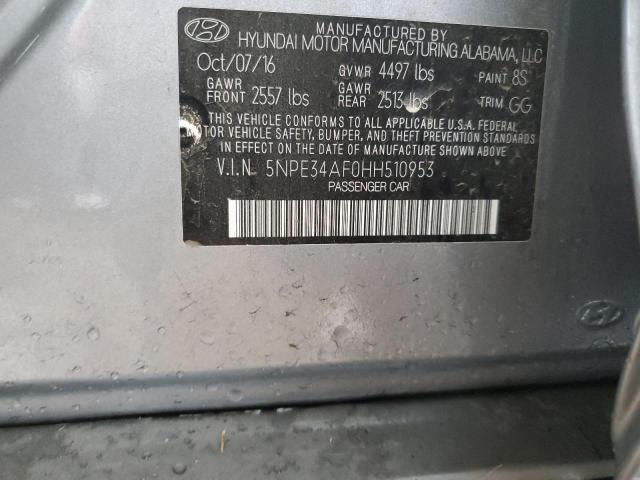 MANUFACTURED BY
HYUNDAI MOTOR MANUFACTURING ALABAMA, LLC
Oct/07/16 GVWR 4497 lbs PAINT 8S
GAWR FRONT 2557 lbs GAWR REAR 2513 lbs TRIM GG
THIS VEHICLE CONFORMS TO ALL APPLICABLE U.S.A. FEDERAL
MOTOR VEHICLE SAFETY, BUMPER, AND THEFT PREVENTION STANDARDS
IN EFFECT ON THE DATE OF MANUFACTURE SHOWN ABOVE.
V.I.N. 5NPE34AF0HH510953
PASSENGER CAR